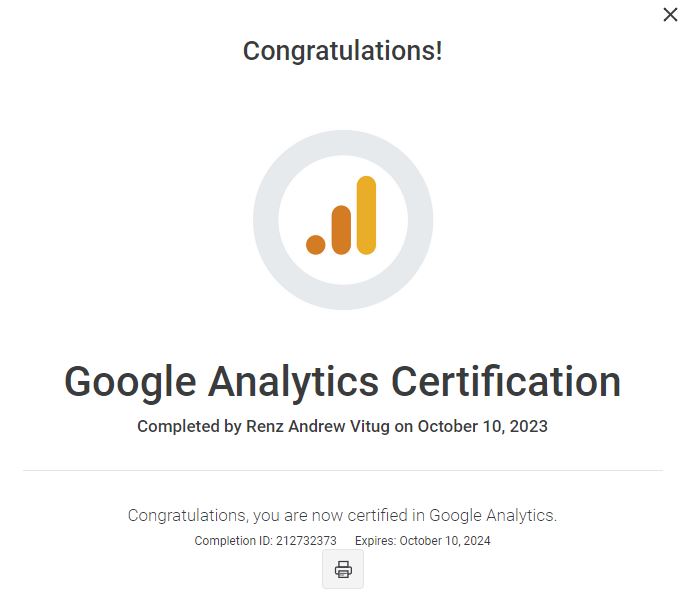 Congratulations!
Google Analytics Certification
Completed by Renz Andrew Vitug on October 10, 2023
Congratulations, you are now certified in Google Analytics.
Completion ID: 212732373 Expires: October 10, 2024